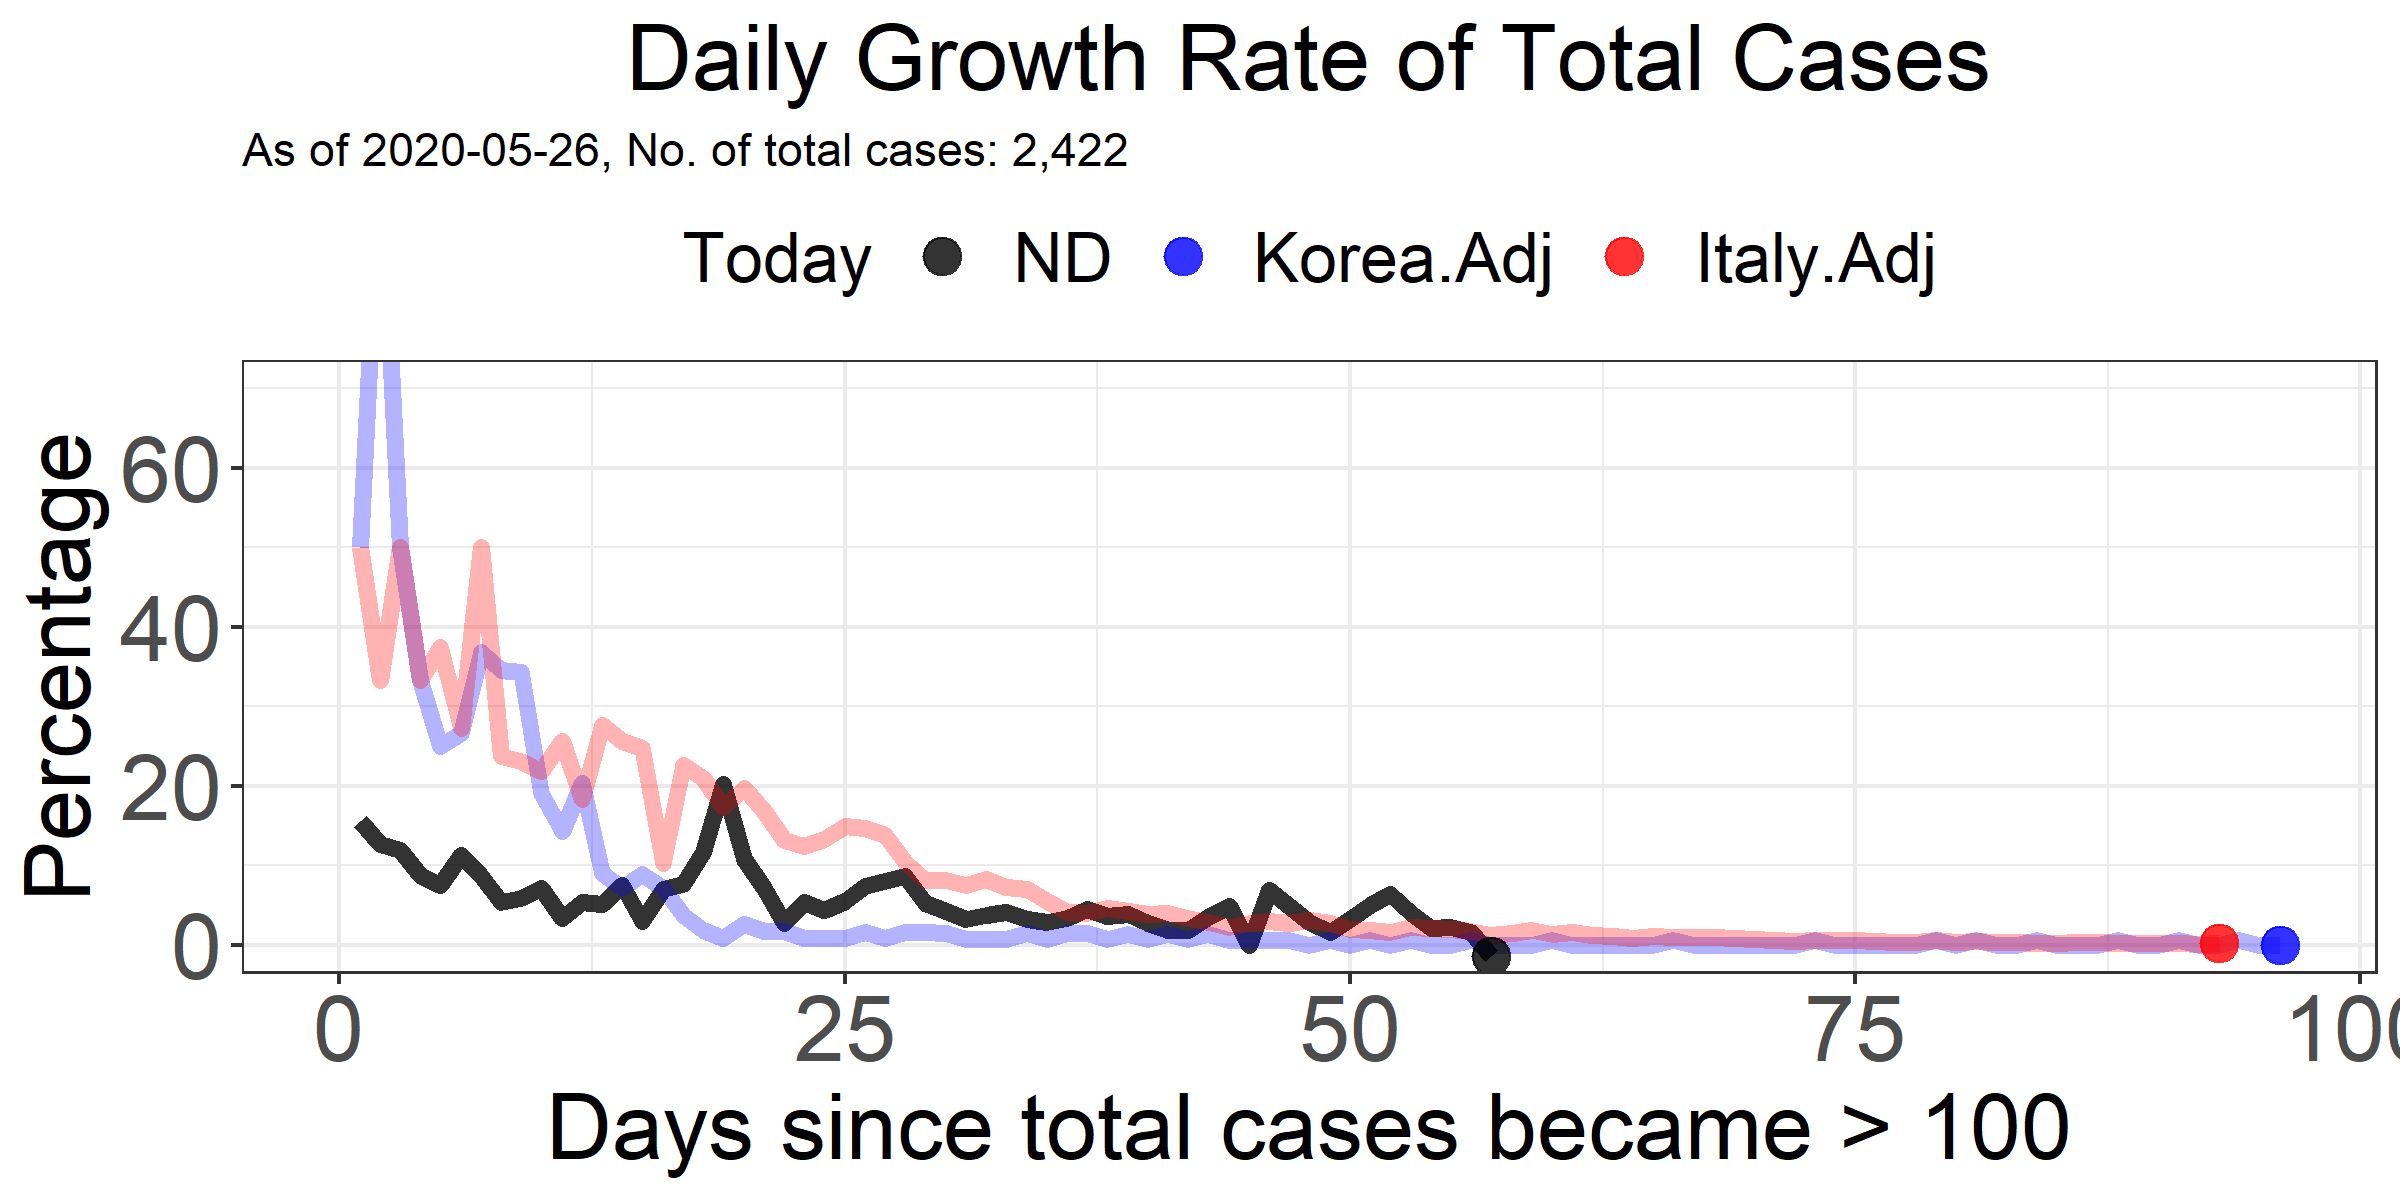 Daily Growth Rate of Total Cases
As of 2020-05-26, No. of total cases: 2,422
Today ND Korea.Adj Italy.Adj
Percentage
60
40
20
0
0 25 50 75 100
Days since total cases became > 100